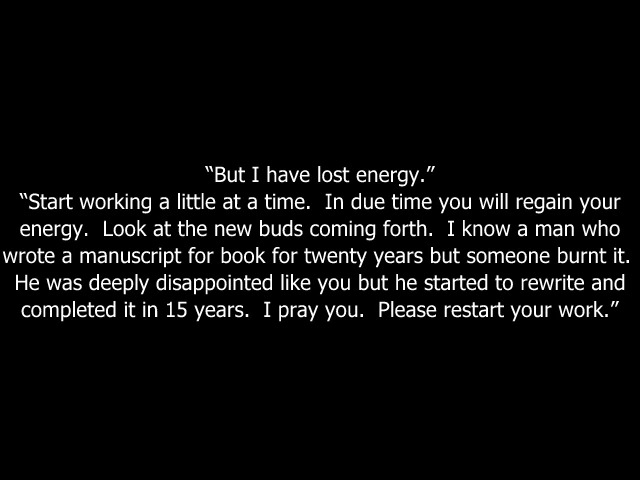 “But I have lost energy.”
“Start working a little at a time.  In due time you will regain your
energy.  Look at the new buds coming forth.  I know a man who
wrote a manuscript for book for twenty years but someone burnt it.
He was deeply disappointed like you but he started to rewrite and
completed it in 15 years.  I pray you.  Please restart your work.”